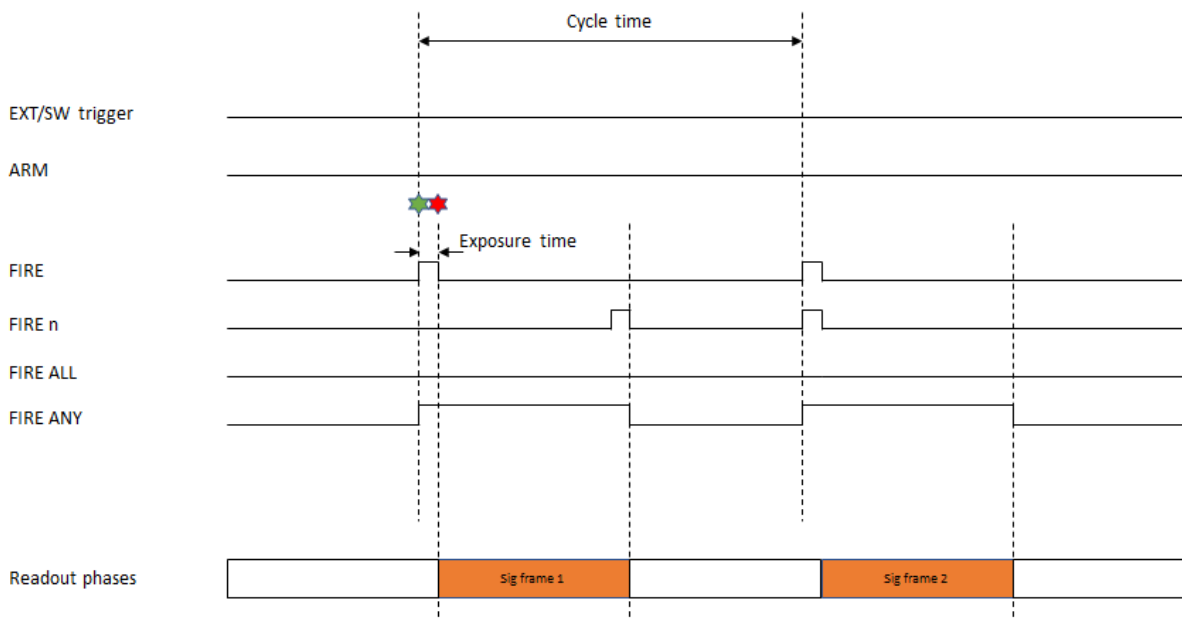 Cycle time
EXT/SW trigger
ARM
Exposure time
FIRE
FIRE n
FIRE ALL
FIRE ANY
Readout phases
Sig frame 1
Sig frame 2